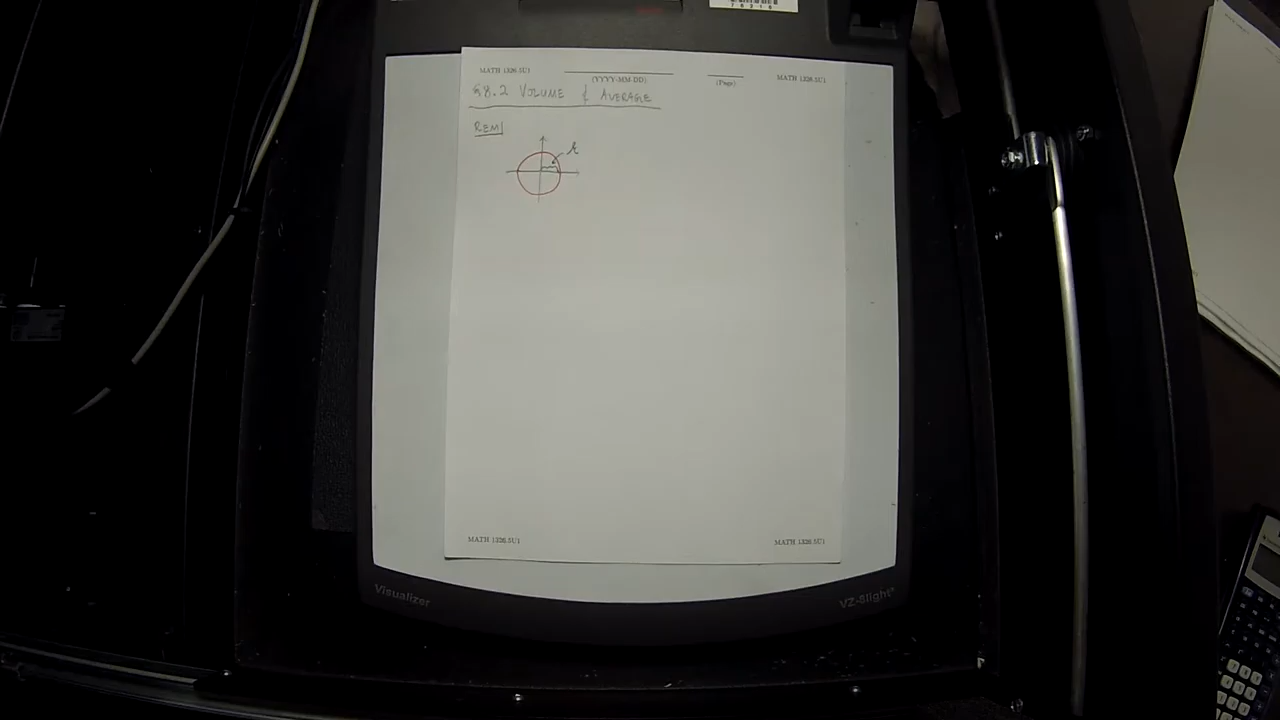 MATH 1326.5U1 (YYYY-MM-DD) (Page) MATH 1326.5U1
§8.2 VOLUME & AVERAGE
REM
r
MATH 1326.5U1 MATH 1326.5U1
Visualizer VZ-8light³